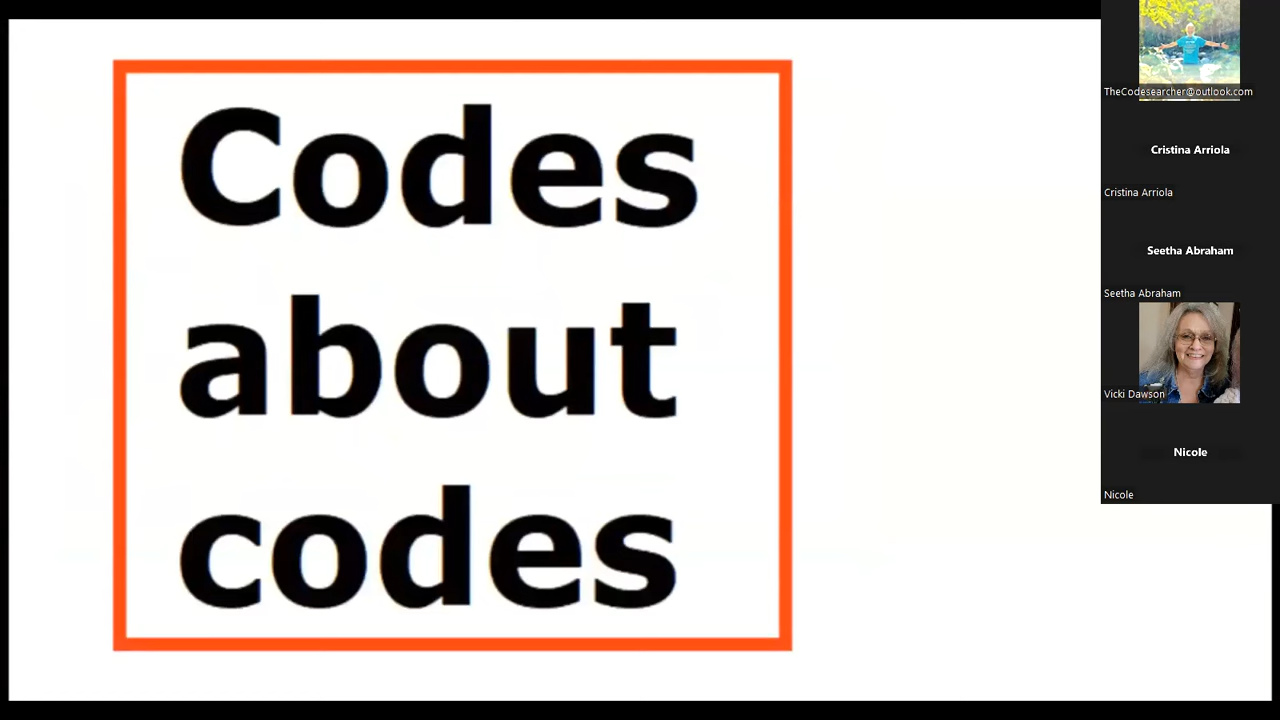 Codes
about
codes
TheCodesearcher@outlook.com
Cristina Arriola
Cristina Arriola
Seetha Abraham
Seetha Abraham
Vicki Dawson
Nicole
Nicole